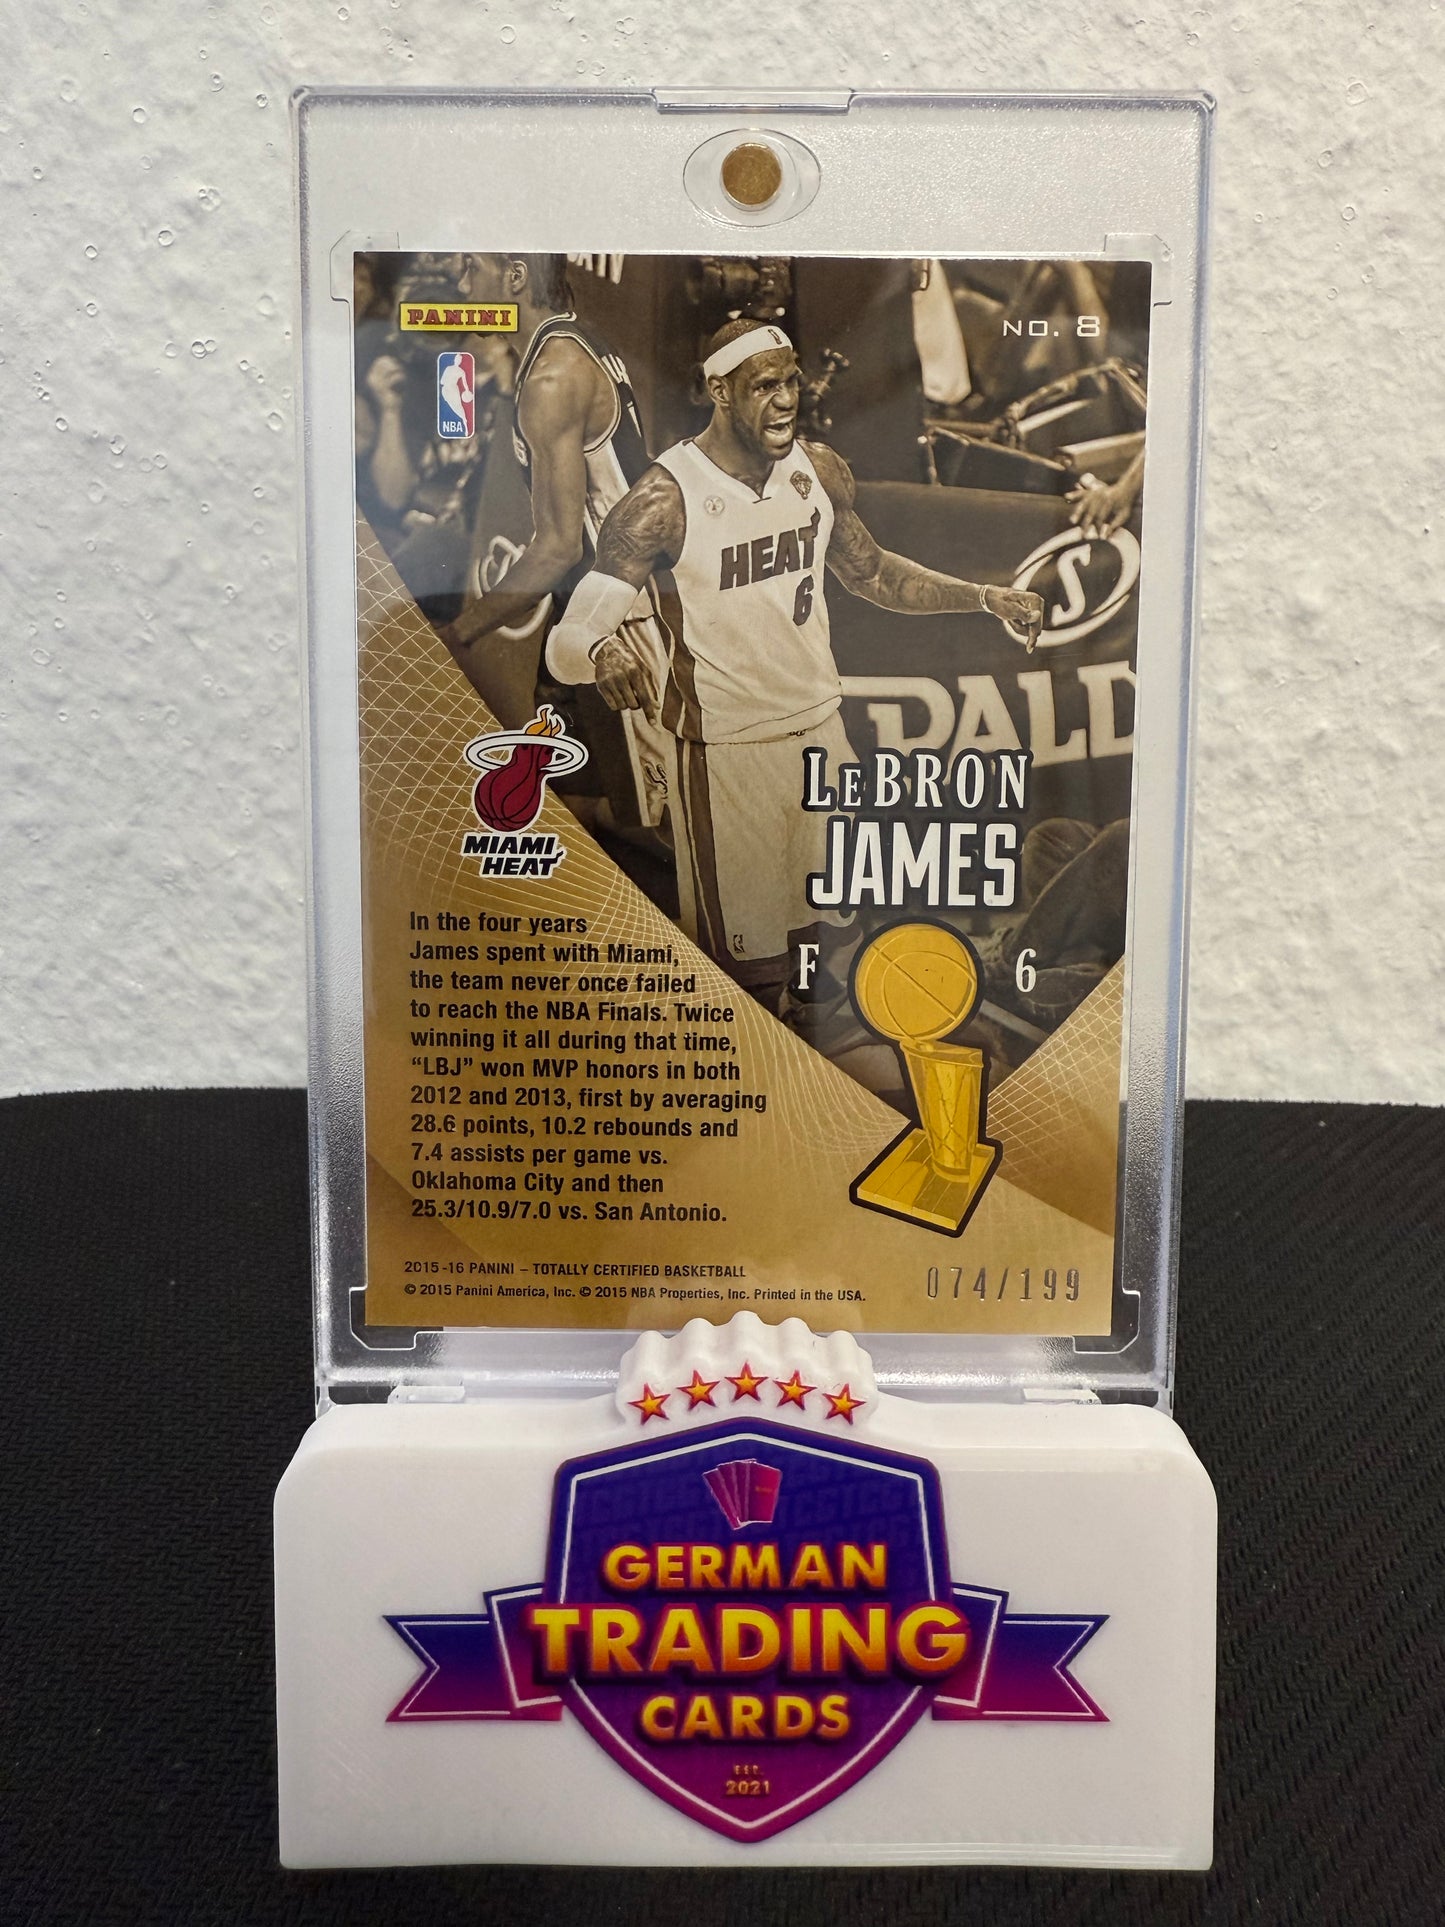 PANINI
NO. 8
NBA
HEAT
6
S
PALD
MIAMI
HEAT
LeBRON
JAMES
F
6
In the four years
James spent with Miami,
the team never once failed
to reach the NBA Finals. Twice
winning it all during that time,
“LBJ” won MVP honors in both
2012 and 2013, first by averaging
28.6 points, 10.2 rebounds and
7.4 assists per game vs.
Oklahoma City and then
25.3/10.9/7.0 vs. San Antonio.
2015-16 PANINI – TOTALLY CERTIFIED BASKETBALL
© 2015 Panini America, Inc. © 2015 NBA Properties, Inc. Printed in the USA.
074/199
GERMAN
TRADING
CARDS
EST.
2021